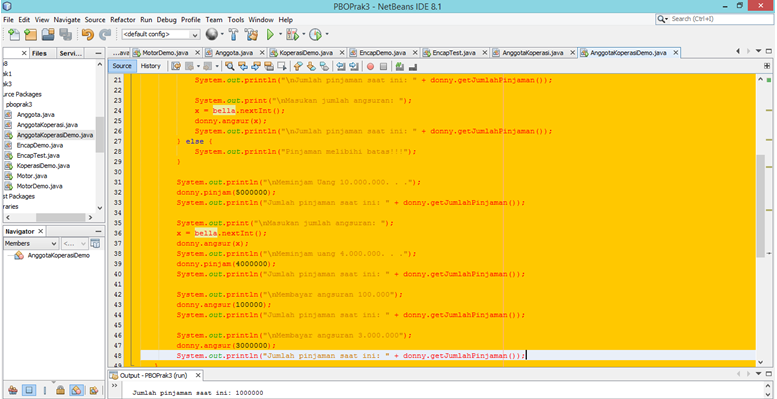 PBOPrak3 - NetBeans IDE 8.1
File Edit View Navigate Source Refactor Run Debug Profile Team Tools Window Help
Search (Ctrl+I)
<default config>
Files Servi...
...ava MotorDemo.java Anggota.java KoperasiDemo.java EncapDemo.java EncapTest.java AnggotaKoperasi.java AnggotaKoperasiDemo.java
Source History
ak1
ak3
urce Packages
pboprak3
Anggota.java
AnggotaKoperasi.java
AnggotaKoperasiDemo.java
EncapDemo.java
EncapTest.java
KoperasiDemo.java
Motor.java
MotorDemo.java
st Packages
raries
Navigator
Members <...
AnggotaKoperasiDemo
21 System.out.println("\nJumlah pinjaman saat ini: " + donny.getJumlahPinjaman());
22
23 System.out.print("\nMasukan jumlah angsuran: ");
24 x = bella.nextInt();
25 donny.angsur(x);
26 System.out.println("\nJumlah pinjaman saat ini: " + donny.getJumlahPinjaman());
27 } else {
28 System.out.println("Pinjaman melibihi batas!!!");
29 }
30
31 System.out.println("\nMeminjam Uang 10.000.000. . .");
32 donny.pinjam(5000000);
33 System.out.println("Jumlah pinjaman saat ini: " + donny.getJumlahPinjaman());
34
35 System.out.print("\nMasukan jumlah angsuran: ");
36 x = bella.nextInt();
37 donny.angsur(x);
38 System.out.println("\nMeminjam uang 4.000.000. . .");
39 donny.pinjam(4000000);
40 System.out.println("Jumlah pinjaman saat ini: " + donny.getJumlahPinjaman());
41
42 System.out.println("\nMembayar angsuran 100.000");
43 donny.angsur(100000);
44 System.out.println("Jumlah pinjaman saat ini: " + donny.getJumlahPinjaman());
45
46 System.out.println("\nMembayar angsuran 3.000.000");
47 donny.angsur(3000000);
48 System.out.println("Jumlah pinjaman saat ini: " + donny.getJumlahPinjaman());
49 }
Output - PBOPrak3 (run)
Jumlah pinjaman saat ini: 1000000